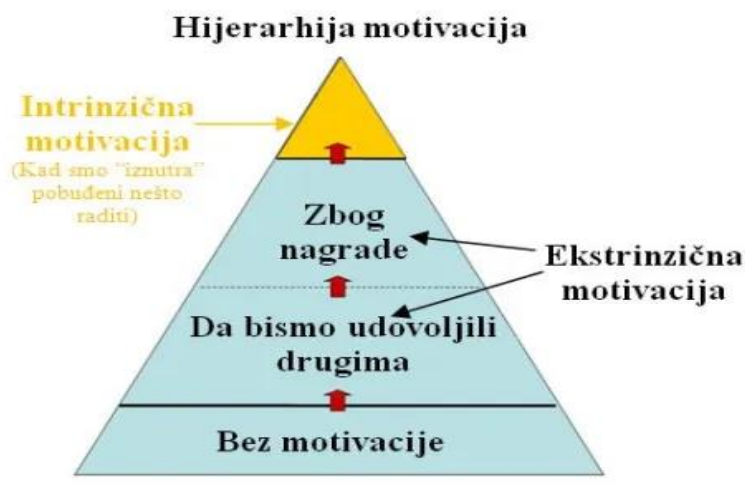 Hijerarhija motivacija
Intrinzična
motivacija
(Kad smo "iznutra"
pobuđeni nešto
raditi)
Zbog
nagrade
Ekstrinzična
motivacija
Da bismo udovoljili
drugima
Bez motivacije